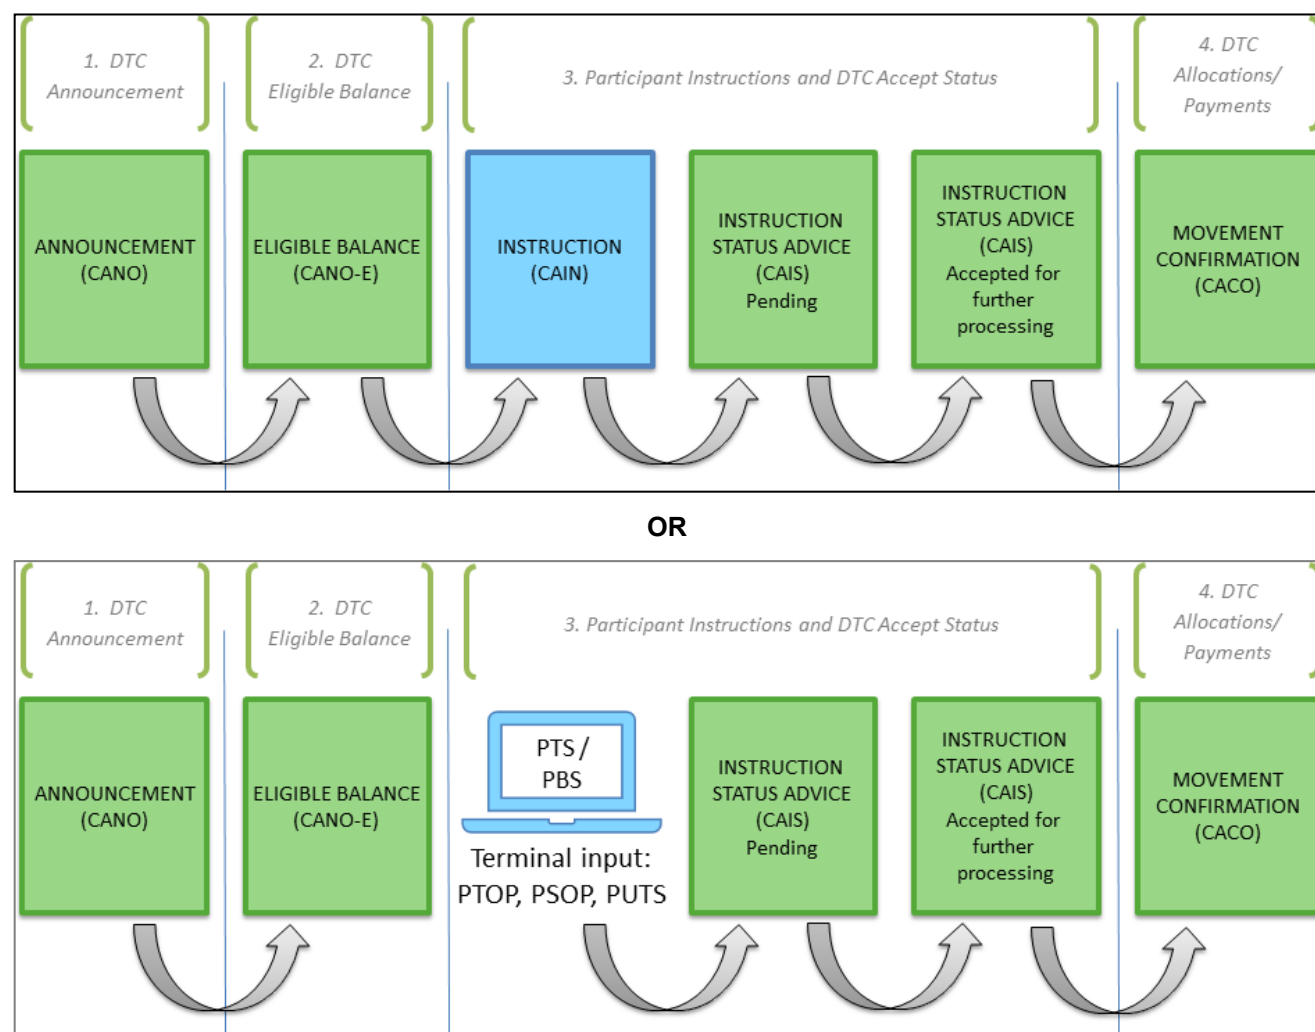 1. DTC
Announcement
2. DTC
Eligible Balance
3. Participant Instructions and DTC Accept Status
4. DTC
Allocations/
Payments
ANNOUNCEMENT
(CANO)
ELIGIBLE BALANCE
(CANO-E)
INSTRUCTION
(CAIN)
INSTRUCTION
STATUS ADVICE
(CAIS)
Pending
INSTRUCTION
STATUS ADVICE
(CAIS)
Accepted for
further
processing
MOVEMENT
CONFIRMATION
(CACO)
OR
1. DTC
Announcement
2. DTC
Eligible Balance
3. Participant Instructions and DTC Accept Status
4. DTC
Allocations/
Payments
ANNOUNCEMENT
(CANO)
ELIGIBLE BALANCE
(CANO-E)
PTS /
PBS
Terminal input:
PTOP, PSOP, PUTS
INSTRUCTION
STATUS ADVICE
(CAIS)
Pending
INSTRUCTION
STATUS ADVICE
(CAIS)
Accepted for
further
processing
MOVEMENT
CONFIRMATION
(CACO)